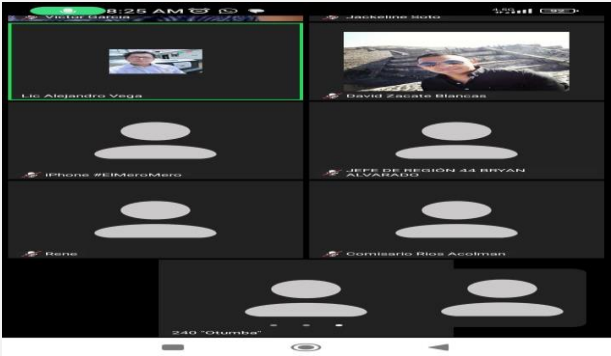 8:25 AM
92
Victor Garcia
Jackeline Soto
Lic Alejandro Vega
David Zacate Blancas
iPhone #ElMeroMero
JEFE DE REGIÓN 44 BRYAN
ALVARADO
Rene
Comisario Rios Acolman
240 "Otumba"